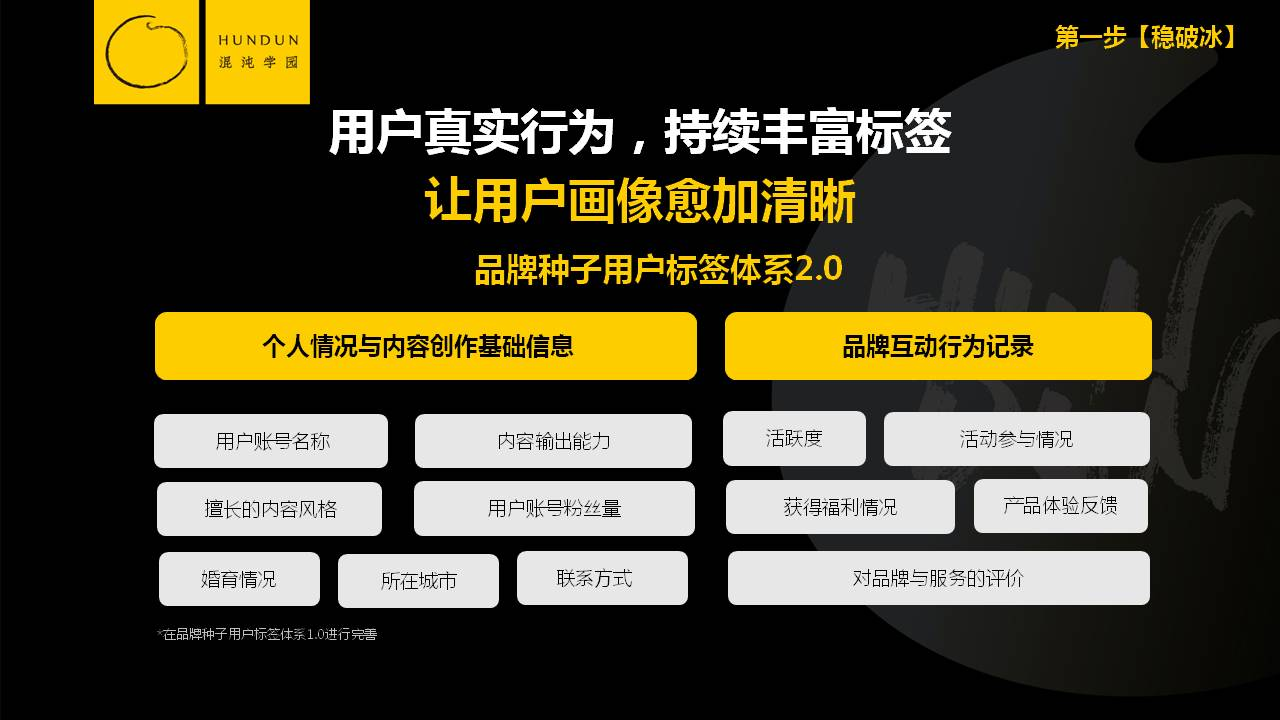 HUNDUN
混沌学园
第一步【稳破冰】
用户真实行为，持续丰富标签
让用户画像愈加清晰
品牌种子用户标签体系2.0
个人情况与内容创作基础信息
品牌互动行为记录
用户账号名称
内容输出能力
活跃度
活动参与情况
擅长的内容风格
用户账号粉丝量
获得福利情况
产品体验反馈
婚育情况
所在城市
联系方式
对品牌与服务的评价
*在品牌种子用户标签体系1.0进行完善